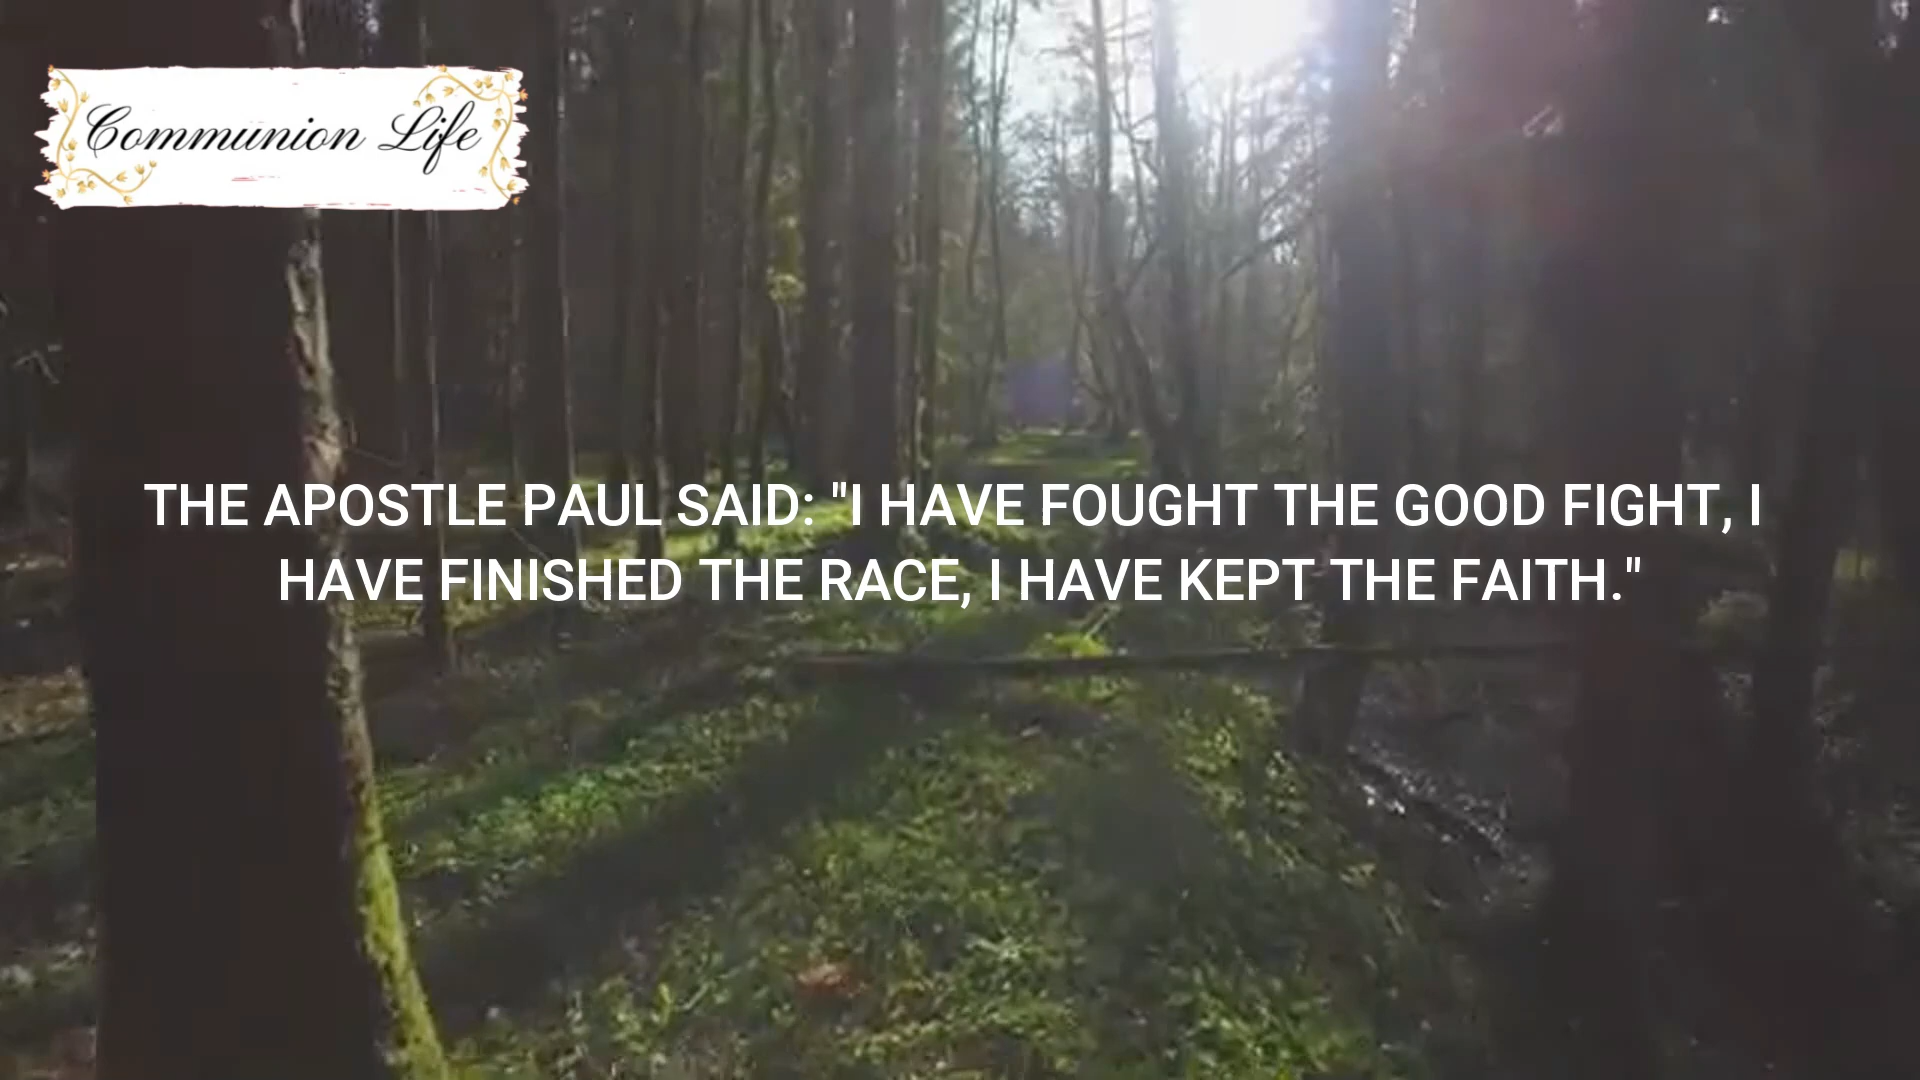 Communion Life
THE APOSTLE PAUL SAID: "I HAVE FOUGHT THE GOOD FIGHT, I
HAVE FINISHED THE RACE, I HAVE KEPT THE FAITH."